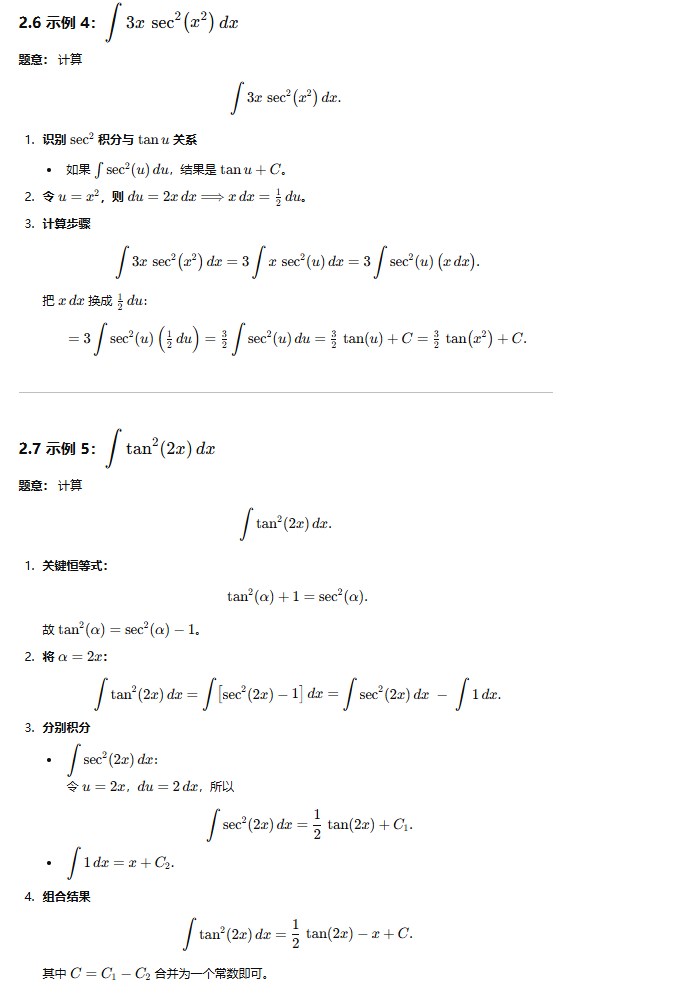 2.6 示例 4： ∫ 3x sec²(x²) dx
题意： 计算
∫ 3x sec²(x²) dx.
1. 识别 sec² 积分与 tan u 关系
• 如果 ∫ sec²(u) du，结果是 tan u + C。
2. 令 u = x²，则 du = 2x dx ⟹ x dx = ½ du。
3. 计算步骤
∫ 3x sec²(x²) dx = 3 ∫ x sec²(u) dx = 3 ∫ sec²(u) (x dx).
把 x dx 换成 ½ du：
= 3 ∫ sec²(u) (½ du) = 3/2 ∫ sec²(u) du = 3/2 tan(u) + C = 3/2 tan(x²) + C.
2.7 示例 5： ∫ tan²(2x) dx
题意： 计算
∫ tan²(2x) dx.
1. 关键恒等式：
tan²(α) + 1 = sec²(α).
故 tan²(α) = sec²(α) − 1。
2. 将 α = 2x：
∫ tan²(2x) dx = ∫ [sec²(2x) − 1] dx = ∫ sec²(2x) dx − ∫ 1 dx.
3. 分别积分
• ∫ sec²(2x) dx：
令 u = 2x，du = 2 dx，所以
∫ sec²(2x) dx = 1/2 tan(2x) + C₁.
• ∫ 1 dx = x + C₂.
4. 组合结果
∫ tan²(2x) dx = 1/2 tan(2x) − x + C.
其中 C = C₁ − C₂ 合并为一个常数即可。